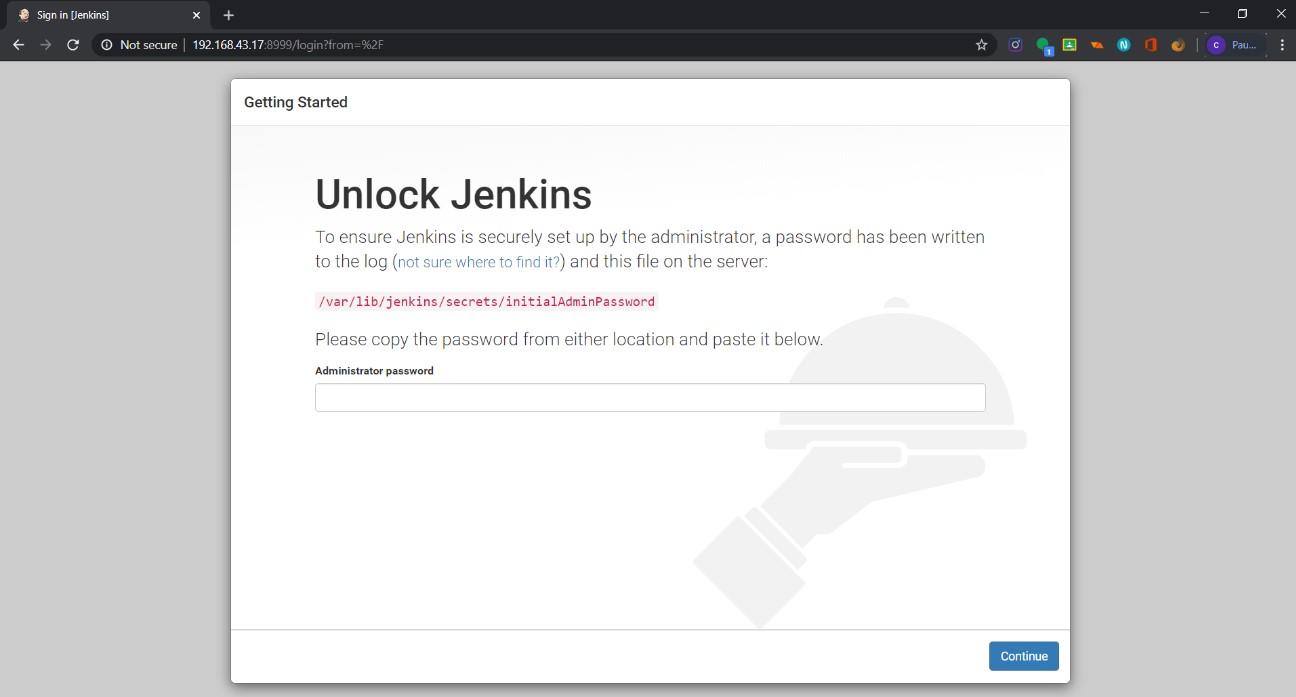 Sign in [Jenkins]
Not secure | 192.168.43.17:8999/login?from=%2F
1
N
C
Pau...
Getting Started
Unlock Jenkins
To ensure Jenkins is securely set up by the administrator, a password has been written
to the log (not sure where to find it?) and this file on the server:
/var/lib/jenkins/secrets/initialAdminPassword
Please copy the password from either location and paste it below.
Administrator password
Continue